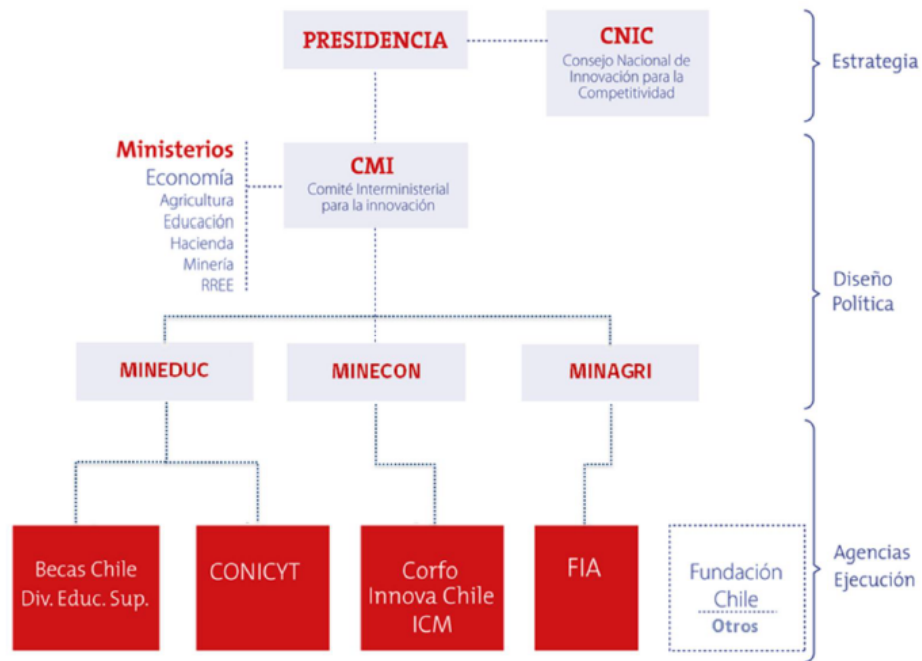 PRESIDENCIA
CNIC
Consejo Nacional de
Innovación para la
Competitividad
Estrategia
Ministerios
Economía
Agricultura
Educación
Hacienda
Minería
RREE
CMI
Comité Interministerial
para la innovación
Diseño
Política
MINEDUC
MINECON
MINAGRI
Becas Chile
Div. Educ. Sup.
CONICYT
Corfo
Innova Chile
ICM
FIA
Fundación
Chile
Otros
Agencias
Ejecución